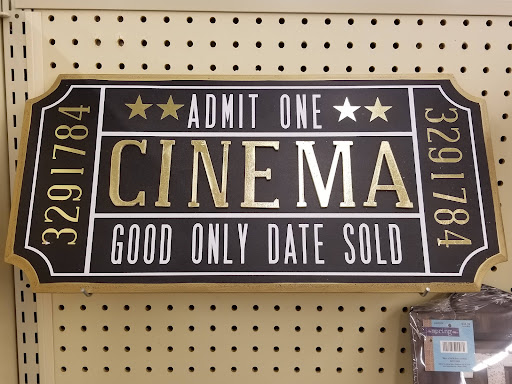 ADMIT ONE
3291784
CINEMA
3291784
GOOD ONLY DATE SOLD